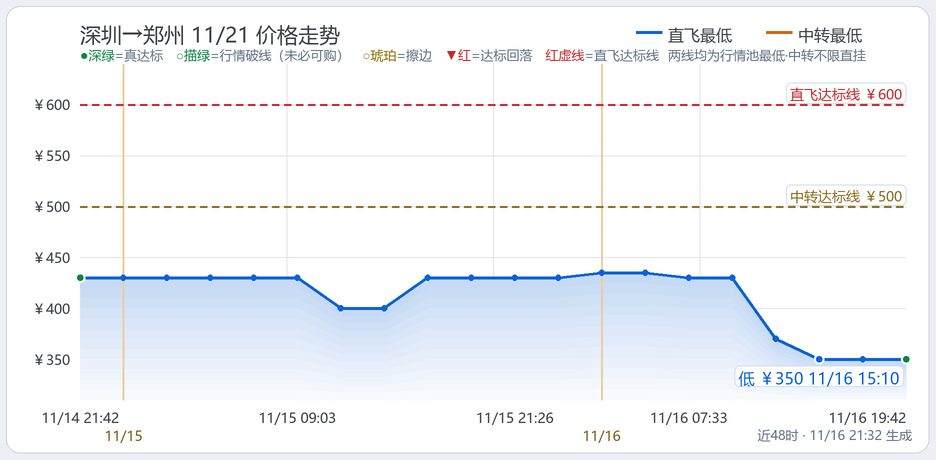 深圳→郑州 11/21 价格走势
直飞最低 中转最低
●深绿=真达标 ○描绿=行情破线（未必可购） ○琥珀=擦边 ▼红=达标回落 红虚线=直飞达标线 两线均为行情池最低·中转不限直挂
直飞达标线 ￥600
中转达标线 ￥500
￥600
￥550
￥500
￥450
￥400
￥350
低 ￥350 11/16 15:10
11/14 21:42 11/15 09:03 11/15 21:26 11/16 07:33 11/16 19:42
11/15 11/16
近48时 · 11/16 21:32 生成